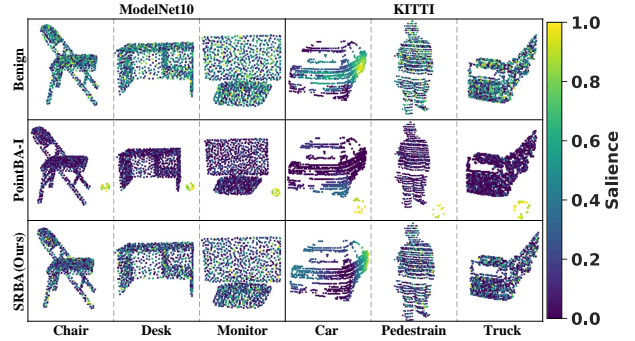 ModelNet10 KITTI
Benign
PointBA-I
SRBA(Ours)
Chair Desk Monitor Car Pedestrain Truck
1.0
0.8
0.6
0.4
0.2
0.0
Salience